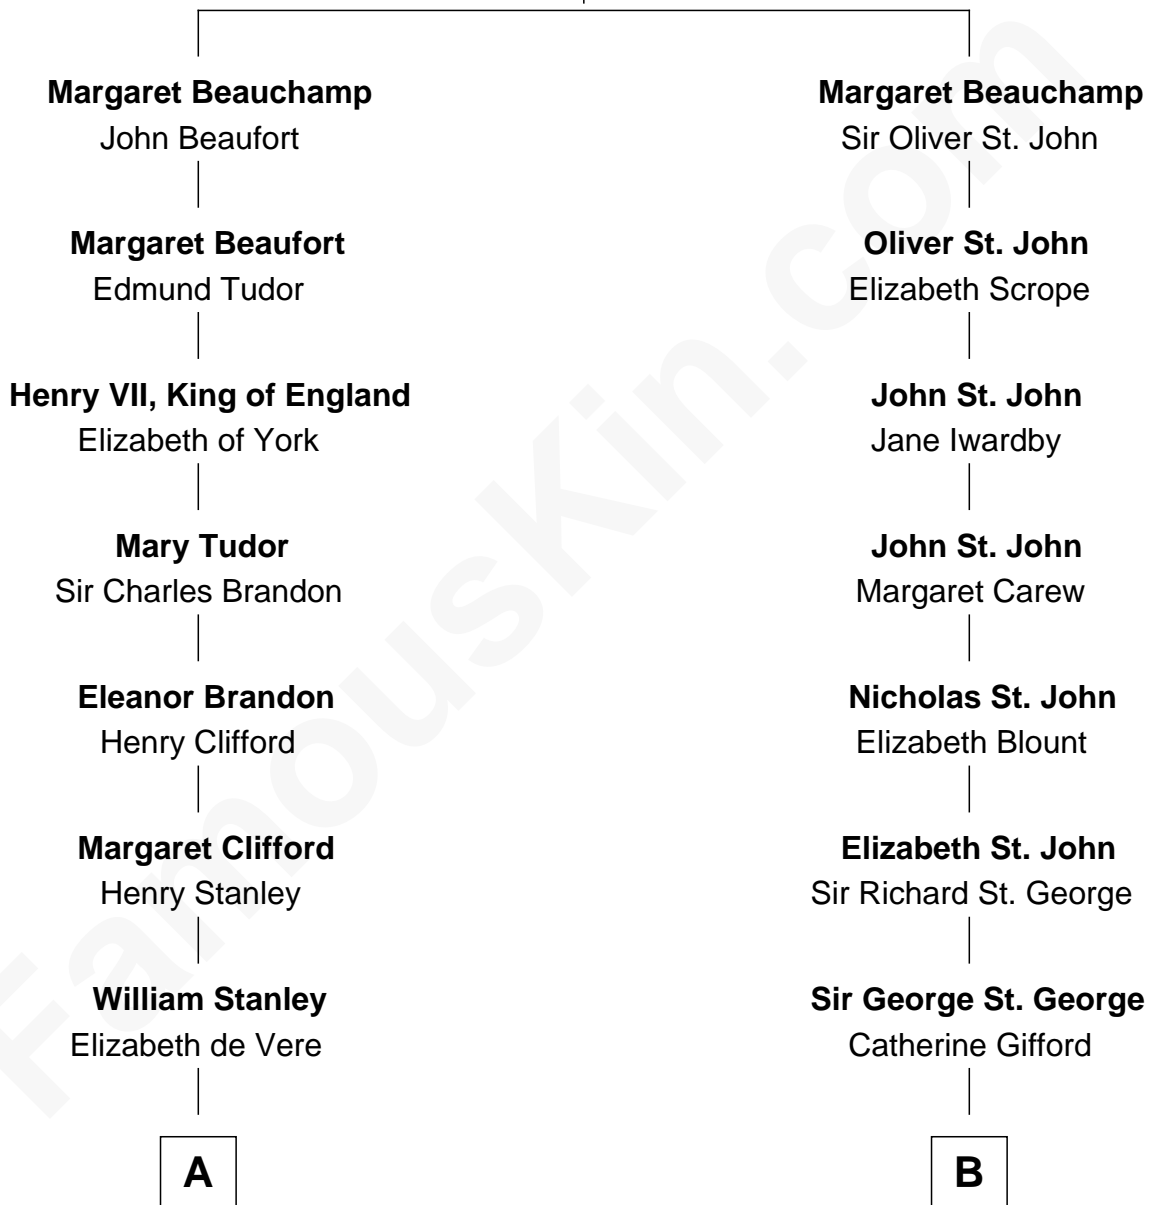 Margaret Beauchamp
John Beaufort
Margaret Beaufort
Edmund Tudor
Henry VII, King of England
Elizabeth of York
Mary Tudor
Sir Charles Brandon
Eleanor Brandon
Henry Clifford
Margaret Clifford
Henry Stanley
William Stanley
Elizabeth de Vere
A
Margaret Beauchamp
Sir Oliver St. John
Oliver St. John
Elizabeth Scrope
John St. John
Jane Iwardby
John St. John
Margaret Carew
Nicholas St. John
Elizabeth Blount
Elizabeth St. John
Sir Richard St. George
Sir George St. George
Catherine Gifford
B
FamousKin.com